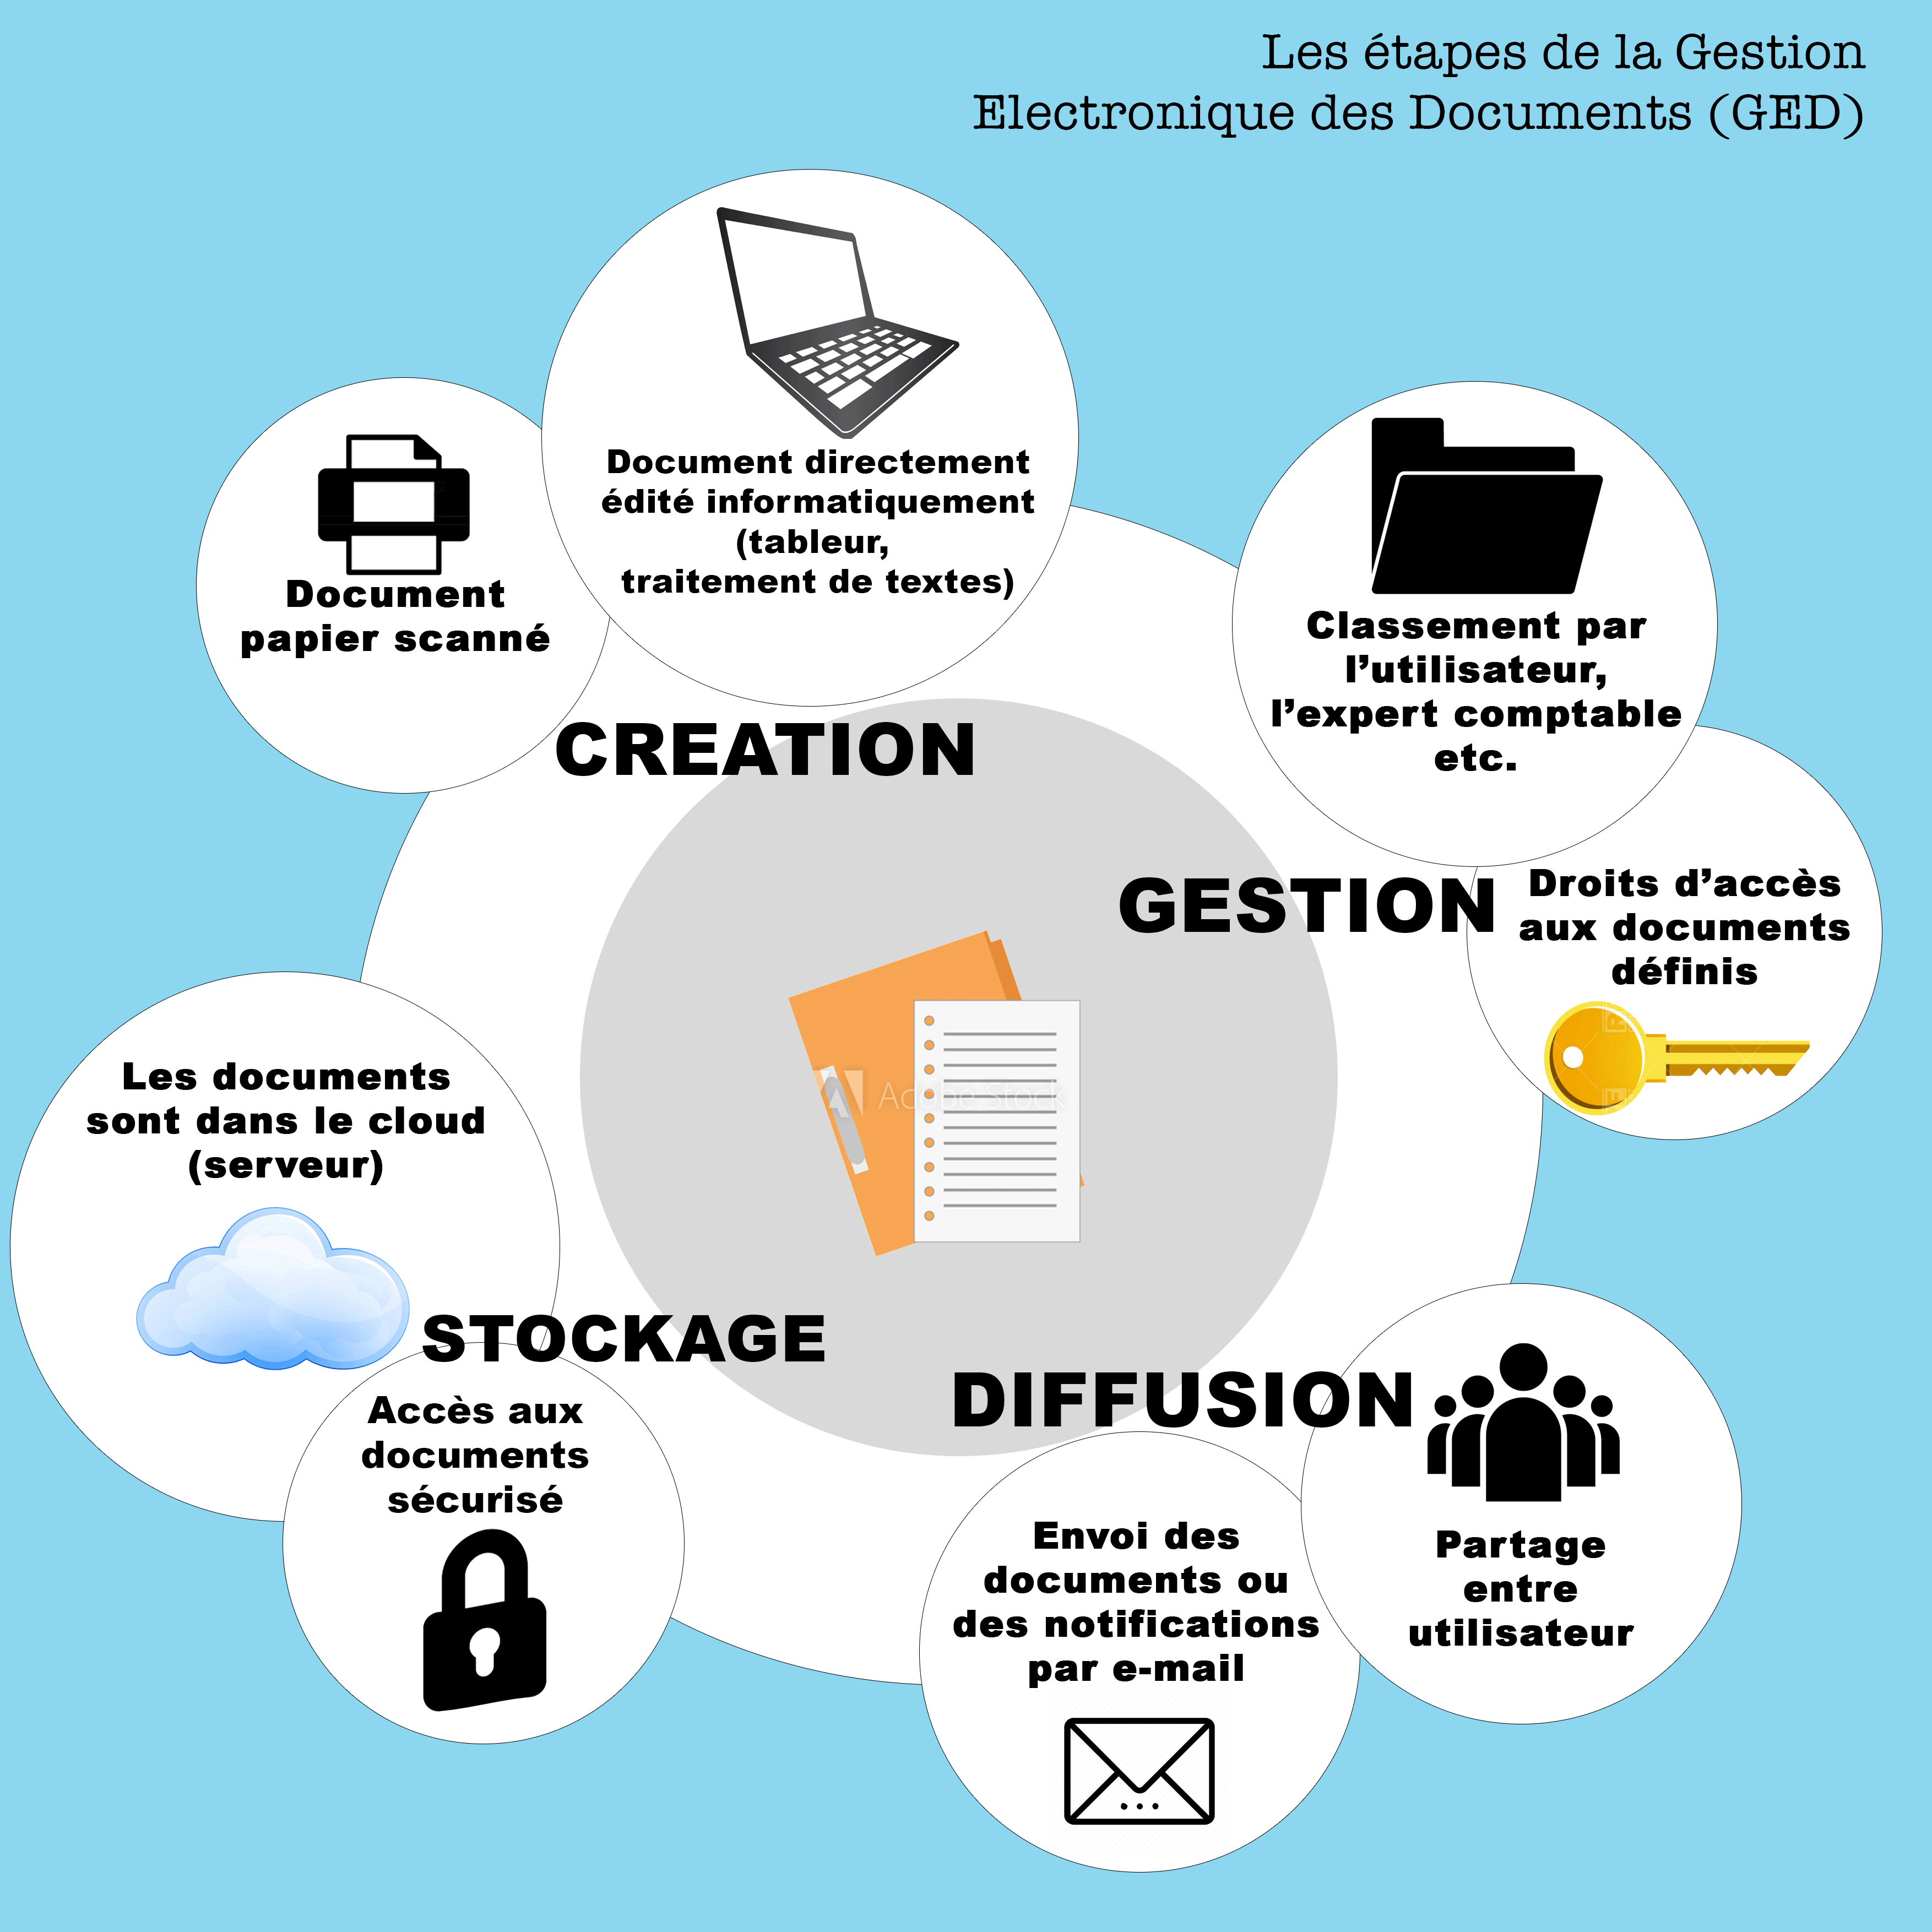 Les étapes de la Gestion
Electronique des Documents (GED)
Document directement
édité informatiquement
(tableur,
traitement de textes)
Document
papier scanné
CREATION
Classement par
l’utilisateur,
l’expert comptable
etc.
GESTION
Droits d’accès
aux documents
définis
Adobe Stock
Les documents
sont dans le cloud
(serveur)
STOCKAGE
Accès aux
documents
sécurisé
DIFFUSION
Envoi des
documents ou
des notifications
par e-mail
Partage
entre
utilisateur